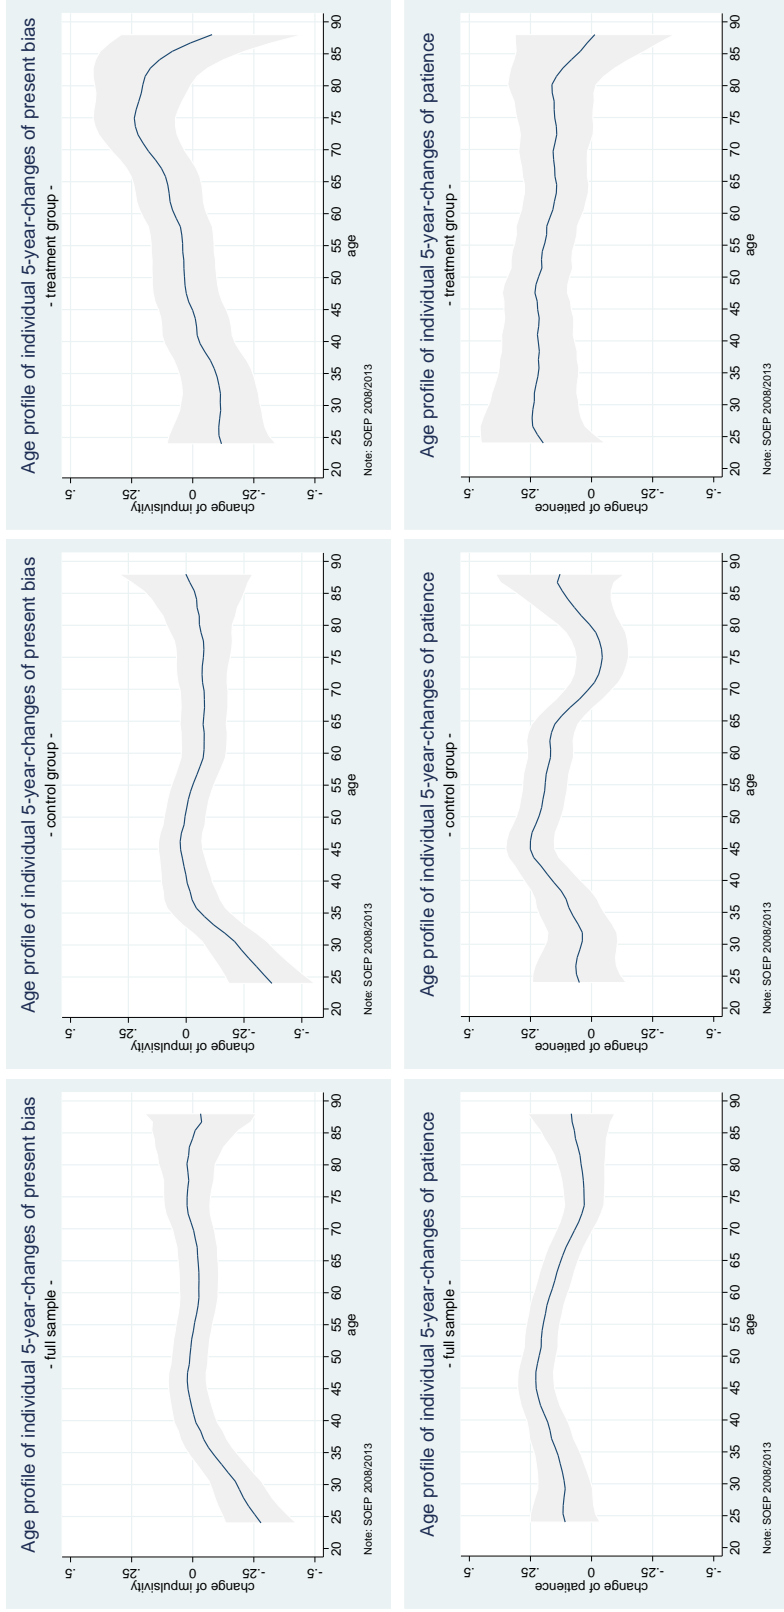 Age profile of individual 5-year-changes of present bias
- full sample -
change of impulsivity
-.5 -.25 0 .25 .5
20 25 30 35 40 45 50 55 60 65 70 75 80 85 90
age
Note: SOEP 2008/2013
Age profile of individual 5-year-changes of present bias
- control group -
change of impulsivity
-.5 -.25 0 .25 .5
20 25 30 35 40 45 50 55 60 65 70 75 80 85 90
age
Note: SOEP 2008/2013
Age profile of individual 5-year-changes of present bias
- treatment group -
change of impulsivity
-.5 -.25 0 .25 .5
20 25 30 35 40 45 50 55 60 65 70 75 80 85 90
age
Note: SOEP 2008/2013
Age profile of individual 5-year-changes of patience
- full sample -
change of patience
-.5 -.25 0 .25 .5
20 25 30 35 40 45 50 55 60 65 70 75 80 85 90
age
Note: SOEP 2008/2013
Age profile of individual 5-year-changes of patience
- control group -
change of patience
-.5 -.25 0 .25 .5
20 25 30 35 40 45 50 55 60 65 70 75 80 85 90
age
Note: SOEP 2008/2013
Age profile of individual 5-year-changes of patience
- treatment group -
change of patience
-.5 -.25 0 .25 .5
20 25 30 35 40 45 50 55 60 65 70 75 80 85 90
age
Note: SOEP 2008/2013